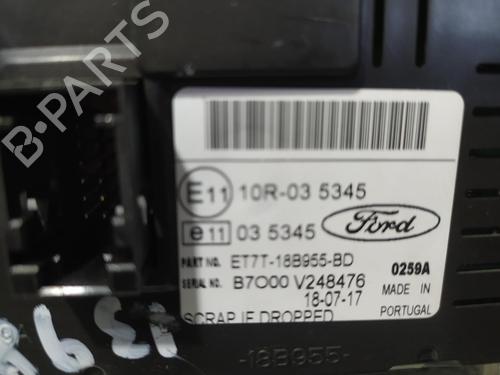 B-PARTS
E11 10R-03 5345
e11 03 5345
Ford
PART NO. ET7T-18B955-BD
0259A
SERIAL NO. B7O00 V248476
18-07-17
MADE IN
PORTUGAL
SCRAP IF DROPPED
-18B955-